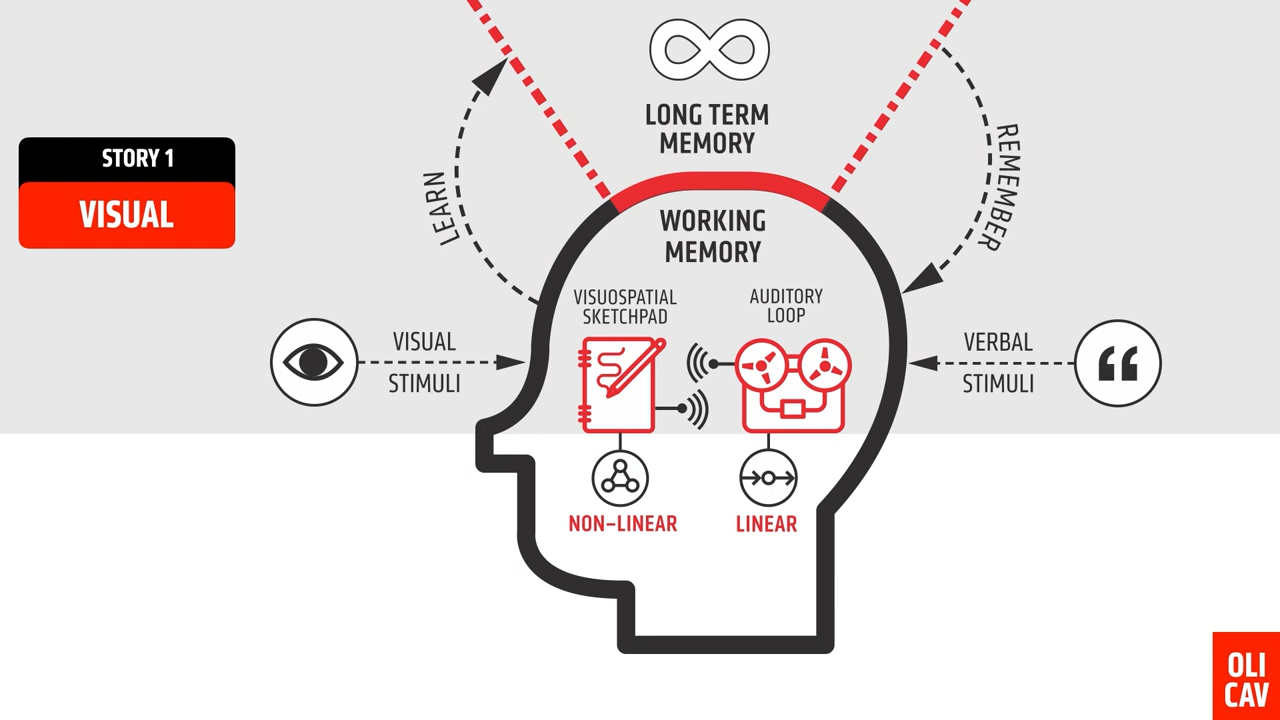 STORY 1
VISUAL
LONG TERM
MEMORY
LEARN
REMEMBER
WORKING
MEMORY
VISUOSPATIAL
SKETCHPAD
AUDITORY
LOOP
VISUAL
STIMULI
VERBAL
STIMULI
NON-LINEAR
LINEAR
OLI
CAV